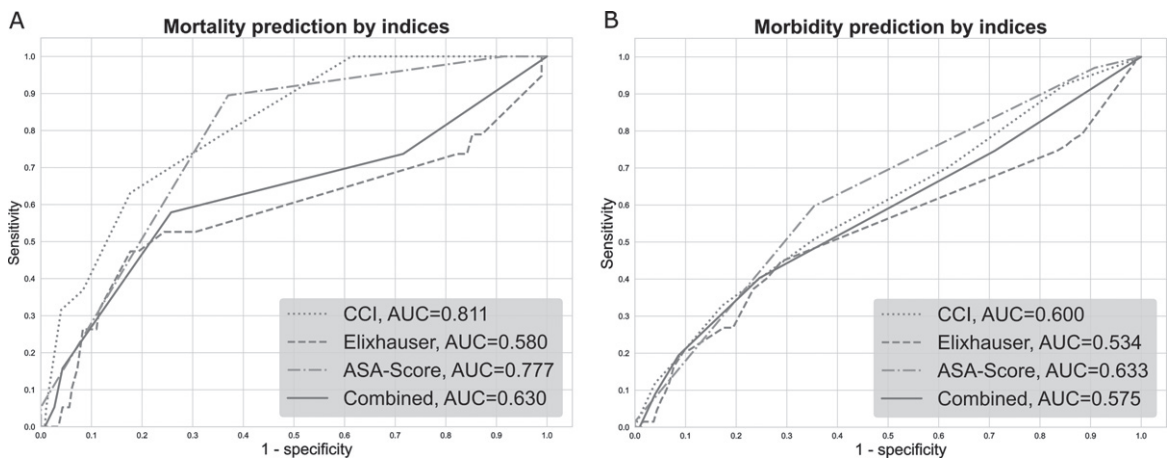 A
Mortality prediction by indices
1.0
0.9
0.8
0.7
0.6
0.5
0.4
0.3
0.2
0.1
0.0
Sensitivity
CCI, AUC=0.811
Elixhauser, AUC=0.580
ASA-Score, AUC=0.777
Combined, AUC=0.630
0.0 0.1 0.2 0.3 0.4 0.5 0.6 0.7 0.8 0.9 1.0
1 - specificity
B
Morbidity prediction by indices
1.0
0.9
0.8
0.7
0.6
0.5
0.4
0.3
0.2
0.1
0.0
Sensitivity
CCI, AUC=0.600
Elixhauser, AUC=0.534
ASA-Score, AUC=0.633
Combined, AUC=0.575
0.0 0.1 0.2 0.3 0.4 0.5 0.6 0.7 0.8 0.9 1.0
1 - specificity